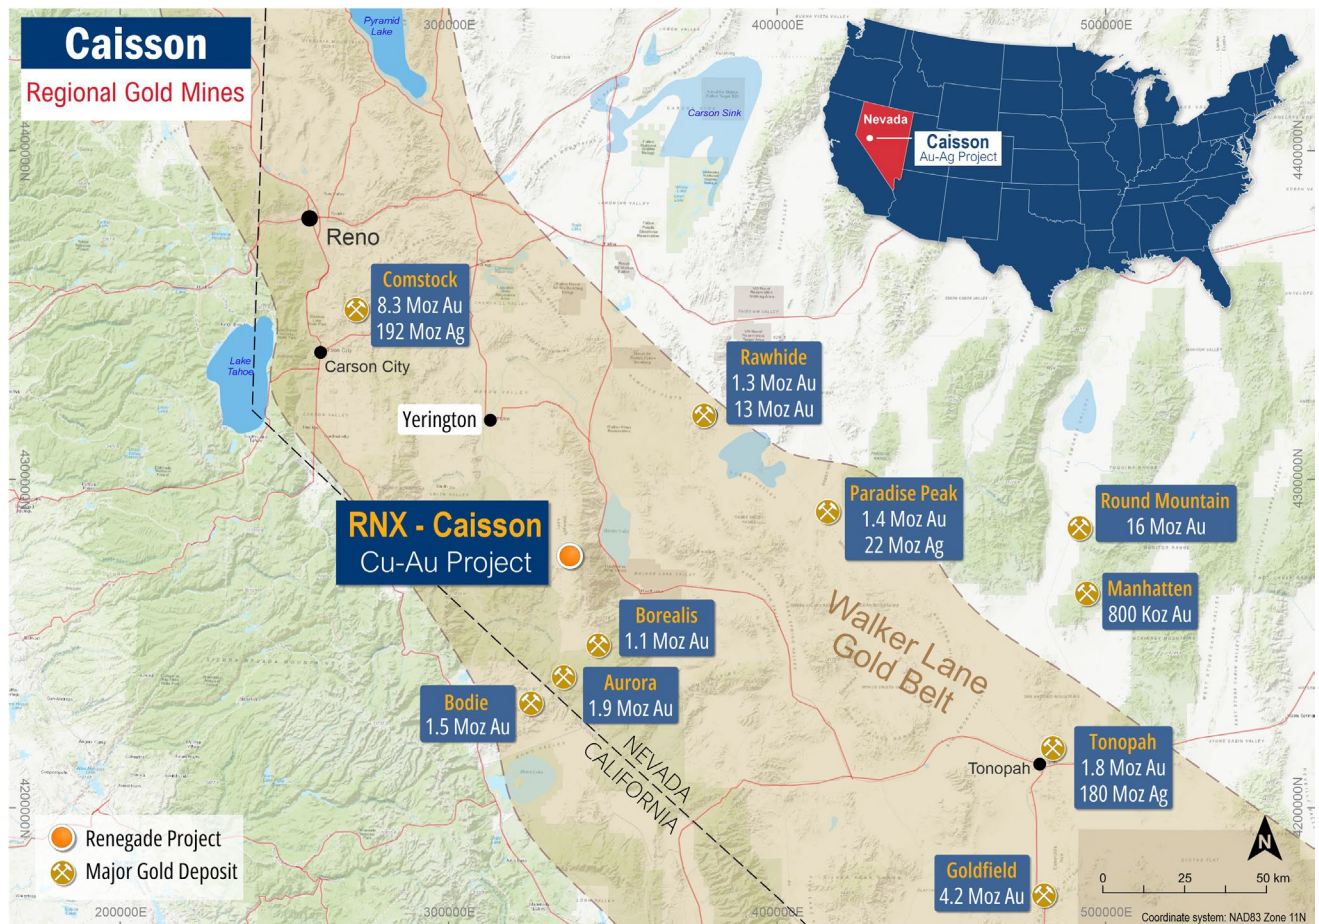 Caisson
Regional Gold Mines
300000E
400000E
500000E
Pyramid
Lake
Carson Sink
4400000N
4400000N
Nevada
Caisson
Au-Ag Project
Reno
Comstock
8.3 Moz Au
192 Moz Ag
Lake
Tahoe
Carson City
Yerington
Rawhide
1.3 Moz Au
13 Moz Au
4300000N
4300000N
Paradise Peak
1.4 Moz Au
22 Moz Ag
Round Mountain
16 Moz Au
RNX - Caisson
Cu-Au Project
Manhatten
800 Koz Au
Borealis
1.1 Moz Au
Walker Lane
Gold Belt
Aurora
1.9 Moz Au
Bodie
1.5 Moz Au
NEVADA
CALIFORNIA
Tonopah
Tonopah
1.8 Moz Au
180 Moz Ag
4200000N
4200000N
Renegade Project
Major Gold Deposit
Goldfield
4.2 Moz Au
N
0 25 50 km
200000E
300000E
400000E
500000E
Coordinate system: NAD83 Zone 11N